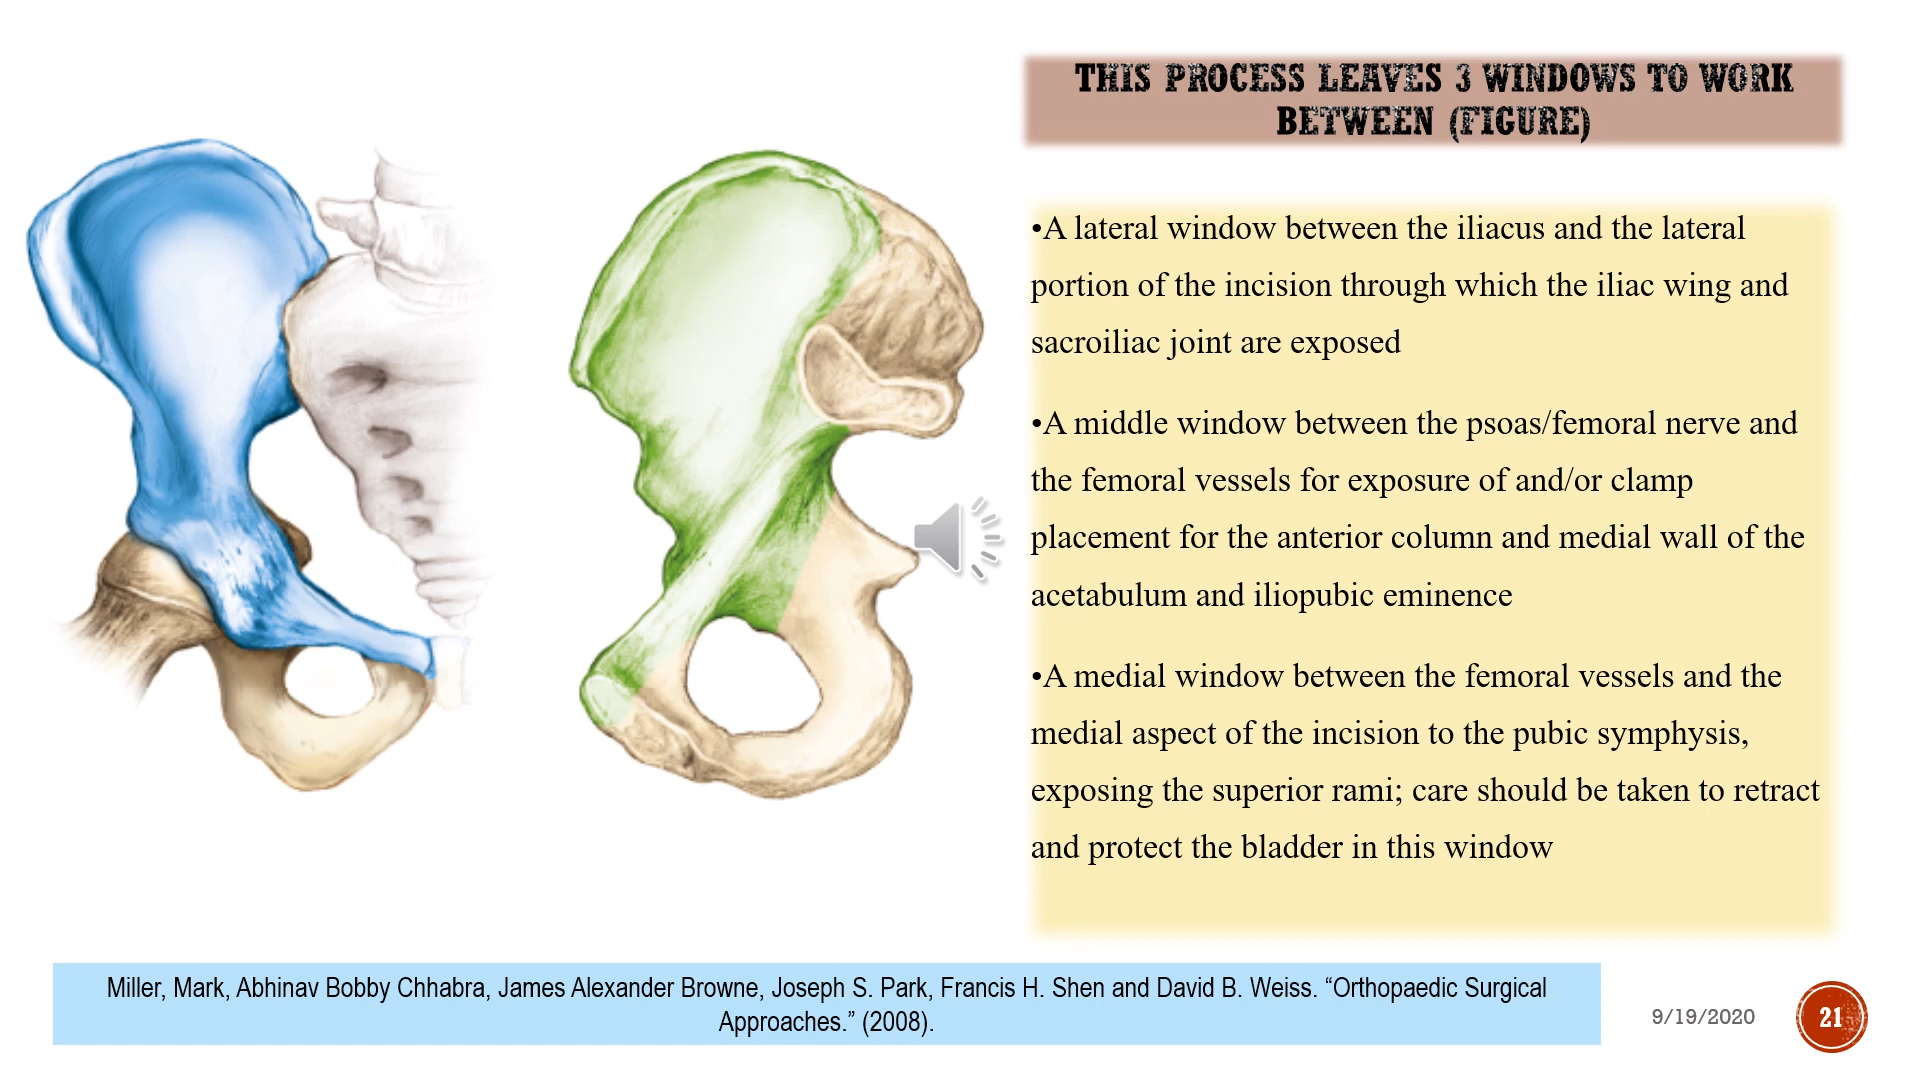 THIS PROCESS LEAVES 3 WINDOWS TO WORK
BETWEEN (FIGURE)
•A lateral window between the iliacus and the lateral
portion of the incision through which the iliac wing and
sacroiliac joint are exposed
•A middle window between the psoas/femoral nerve and
the femoral vessels for exposure of and/or clamp
placement for the anterior column and medial wall of the
acetabulum and iliopubic eminence
•A medial window between the femoral vessels and the
medial aspect of the incision to the pubic symphysis,
exposing the superior rami; care should be taken to retract
and protect the bladder in this window
Miller, Mark, Abhinav Bobby Chhabra, James Alexander Browne, Joseph S. Park, Francis H. Shen and David B. Weiss. “Orthopaedic Surgical
Approaches.” (2008).
9/19/2020
21